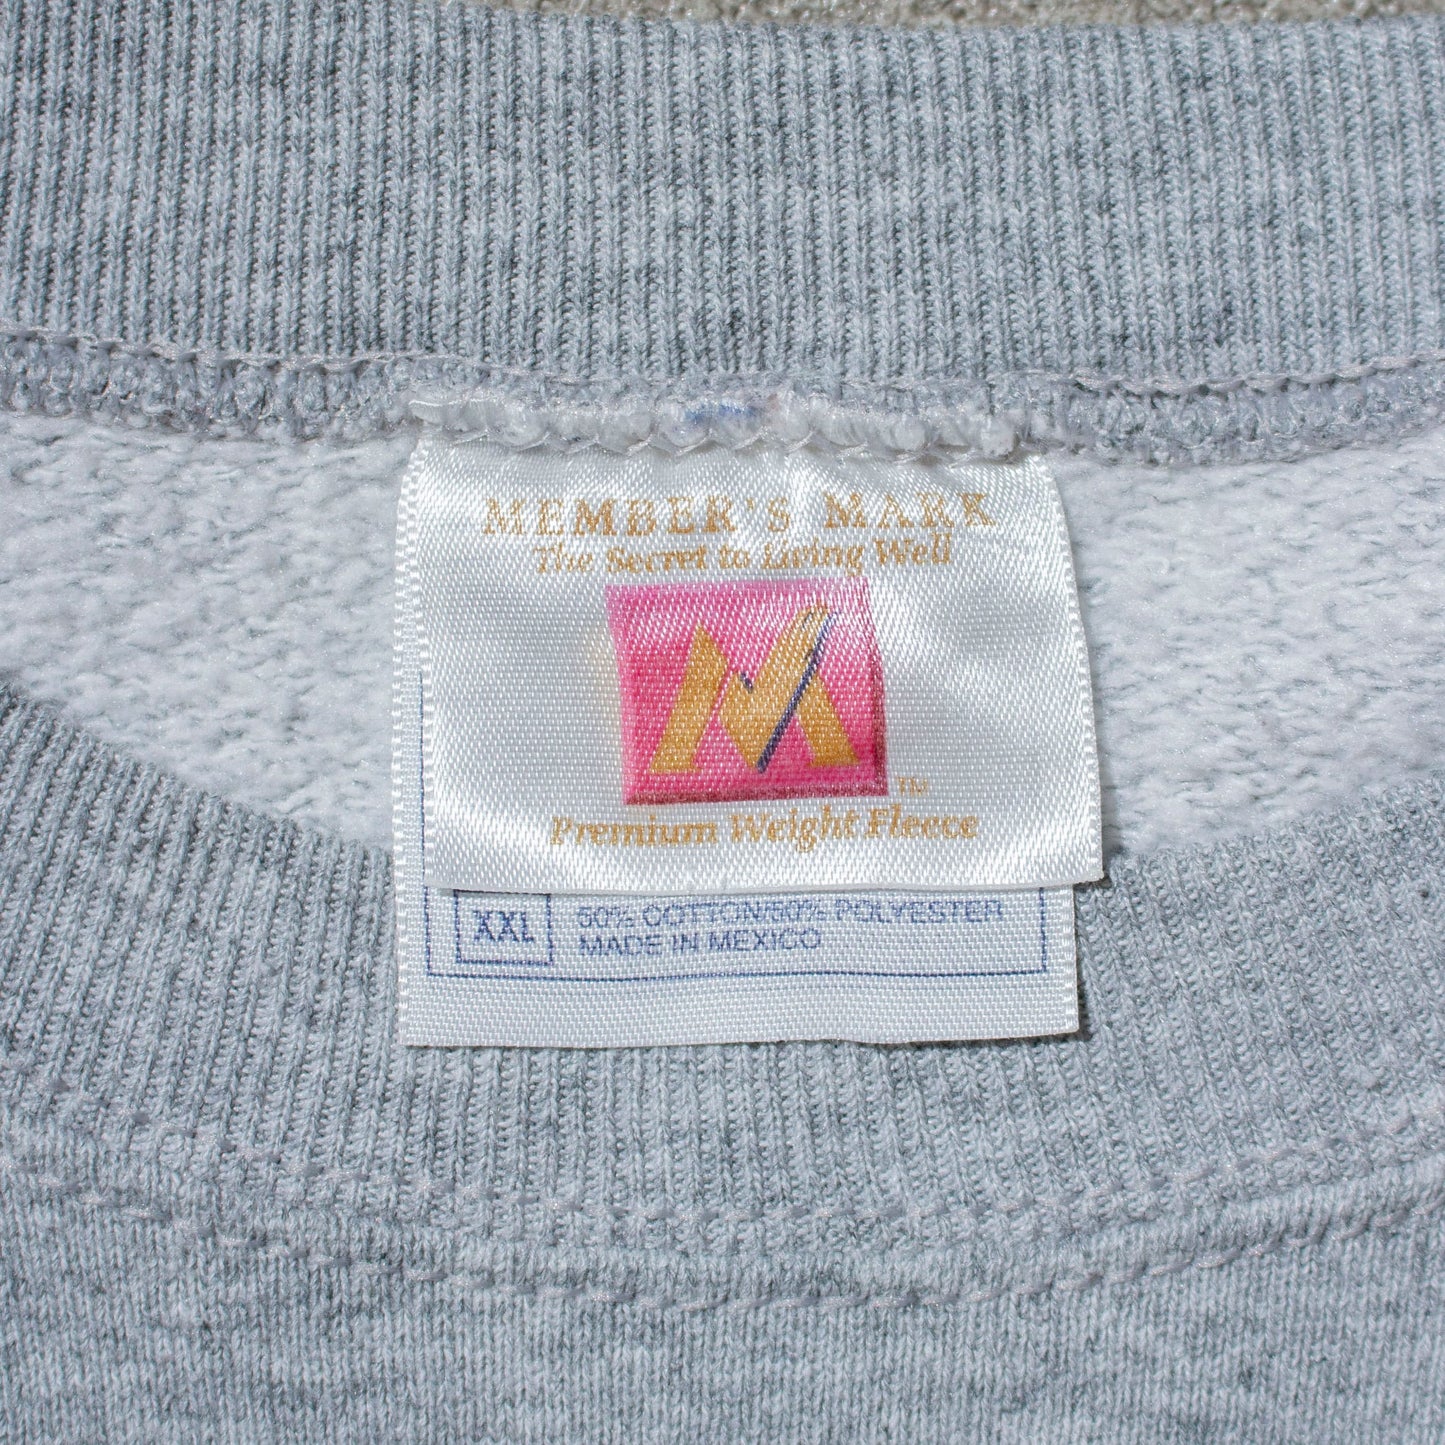 MEMBER'S MARK
The Secret to Living Well
M
TM
Premium Weight Fleece
XXL
50% COTTON/50% POLYESTER
MADE IN MEXICO